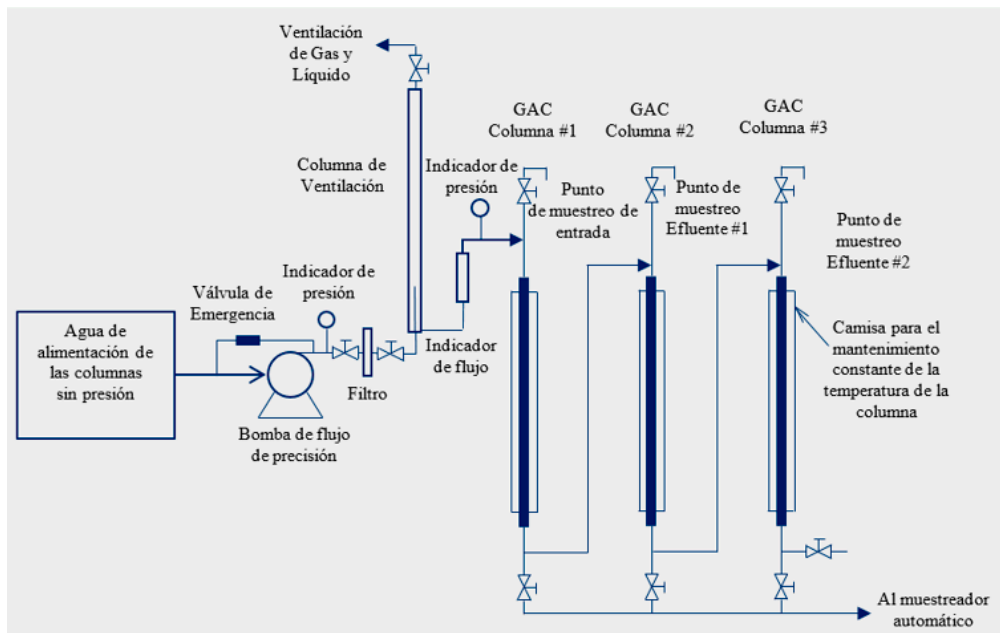 Ventilación
de Gas y
Líquido
Columna de
Ventilación
Indicador de
presión
GAC
Columna #1
GAC
Columna #2
GAC
Columna #3
Punto
de muestreo de
entrada
Punto de
muestreo
Efluente #1
Punto de
muestreo
Efluente #2
Indicador de
presión
Válvula de
Emergencia
Agua de
alimentación de
las columnas
sin presión
Filtro
Indicador
de flujo
Bomba de flujo
de precisión
Camisa para el
mantenimiento
constante de la
temperatura de la
columna
Al muestreador
automático